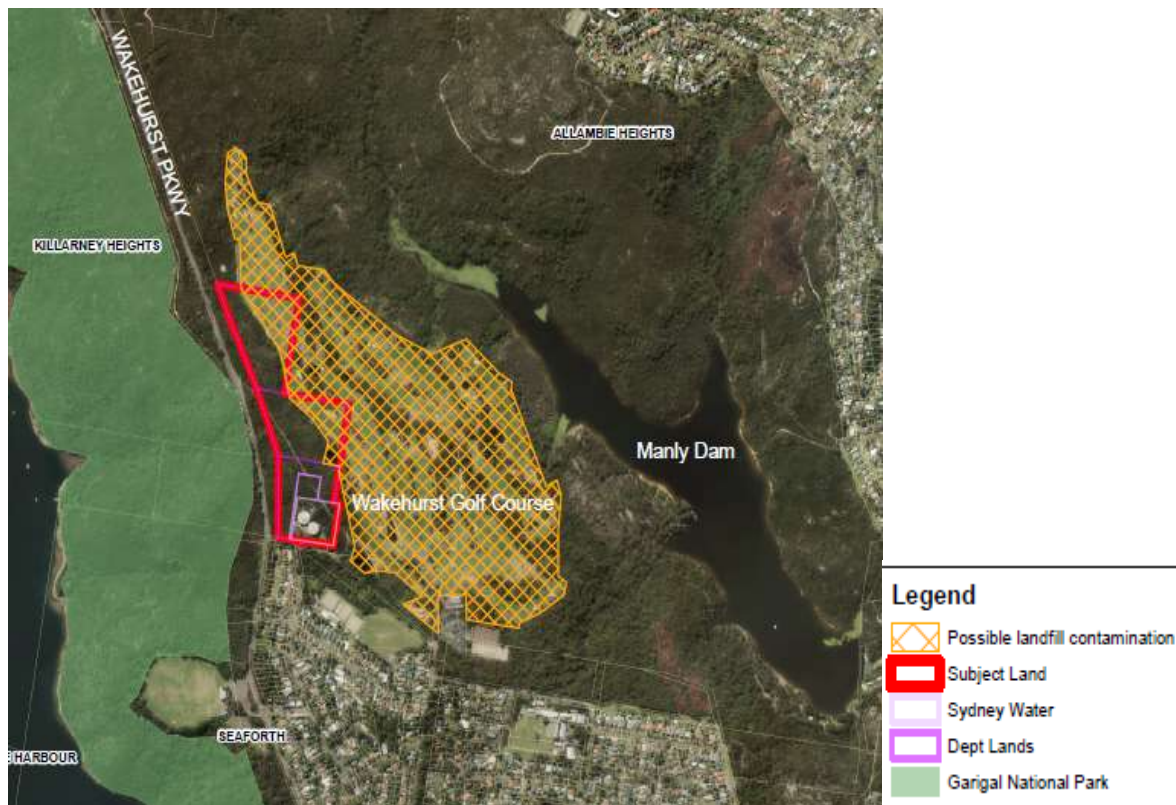 WAKEHURST PKWY
ALLAMBIE HEIGHTS
KILLARNEY HEIGHTS
Manly Dam
Wakehurst Golf Course
SEAFORTH
E HARBOUR
Legend
Possible landfill contamination
Subject Land
Sydney Water
Dept Lands
Garigal National Park